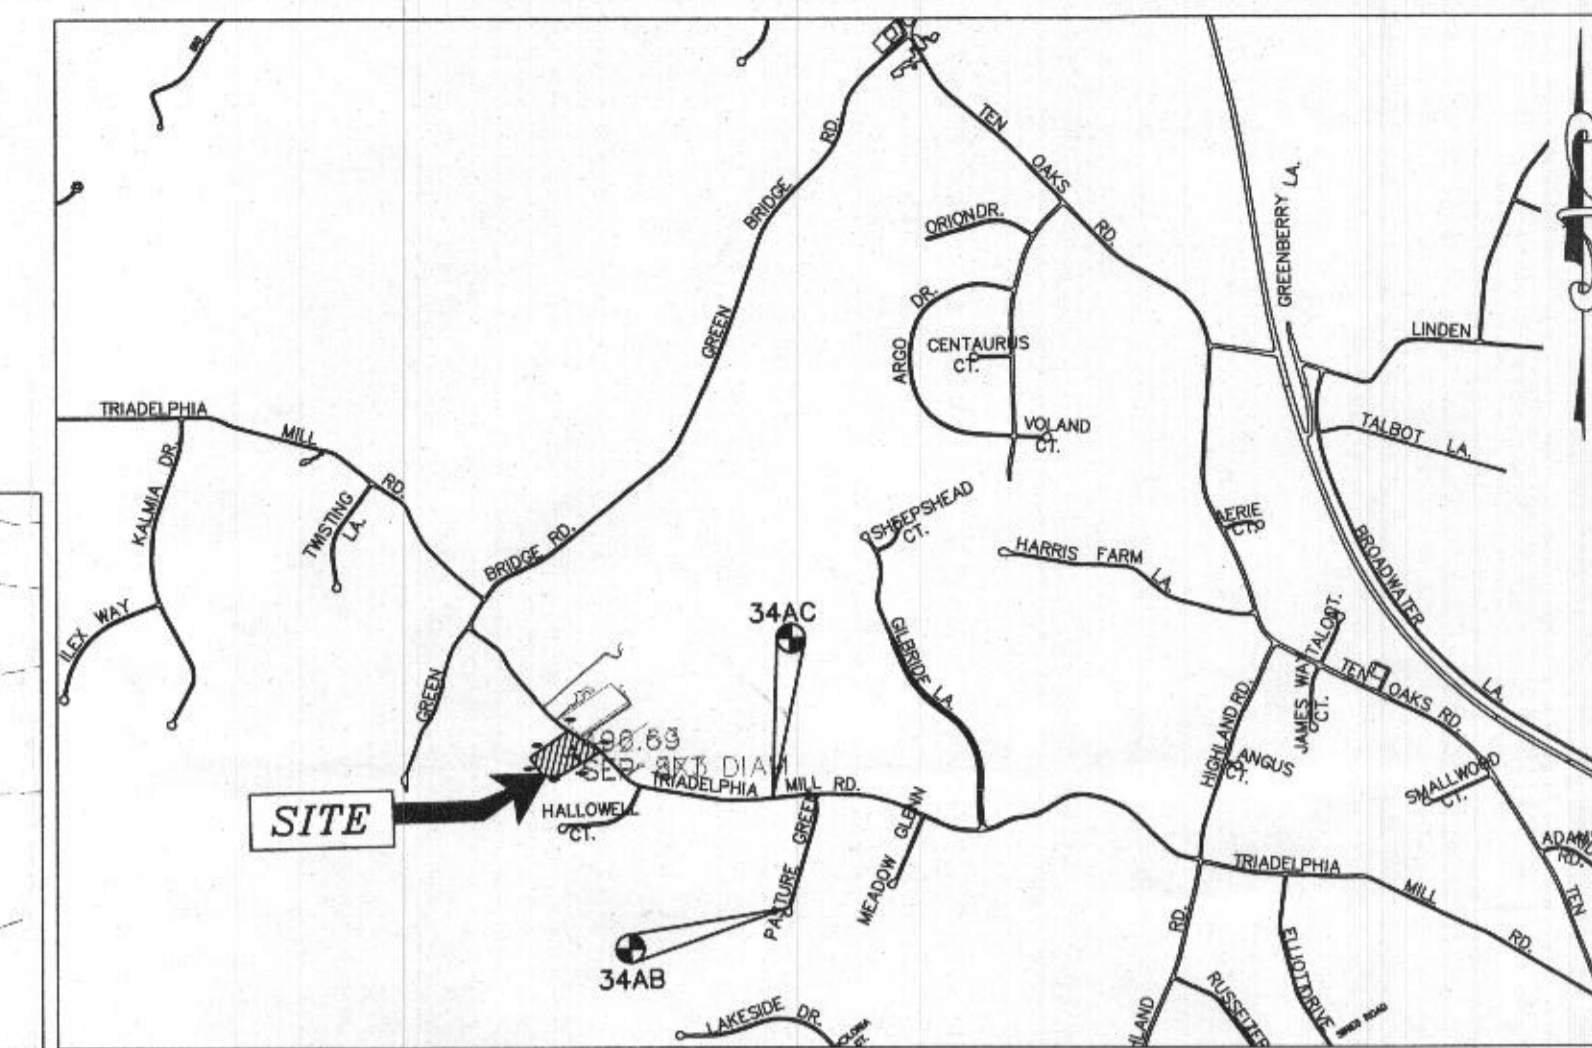 TEN OAKS RD.
GREEN BRIDGE RD.
GREENBERRY LA.
ORION DR.
ARGO DR.
CENTAURUS CT.
VOLAND CT.
LINDEN
TALBOT LA.
TRIADELPHIA MILL RD.
KALMIA DR.
TWISTING LA.
BRIDGE RD.
ILEX WAY
GREEN
SHEEPSHEAD CT.
AERIE CT.
HARRIS FARM LA.
BROADWATER LA.
34AC
GILBRIDE LA.
TEN OAKS RD.
JAMES WAY
CT.
HIGHLAND RD.
ANGUS CT.
SMALLWOOD CT.
SITE
DIAM
TRIADELPHIA MILL RD.
HALLOWELL CT.
PASTURE GREEN
MEADOW GLENN
34AB
TRIADELPHIA MILL RD.
RD.
TEN
RD.
ELLIOTT DRIVE
LAKESIDE DR.